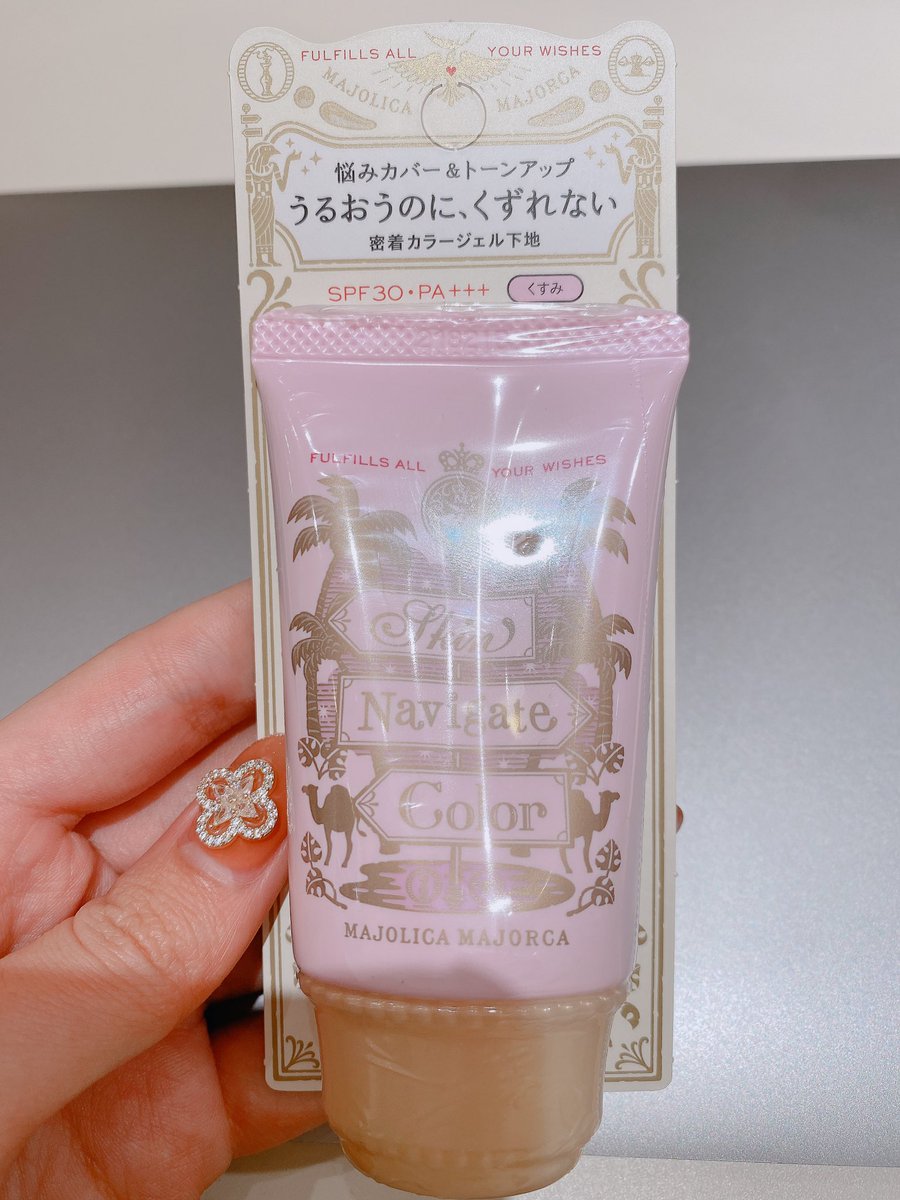 FULFILLS ALL YOUR WISHES
MAJOLICA MAJORCA
悩みカバー&トーンアップ
うるおうのに、くずれない
密着カラージェル下地
SPF30・PA+++ くすみ
FULFILLS ALL YOUR WISHES
Skin
Navigate
Color
MAJOLICA MAJORCA